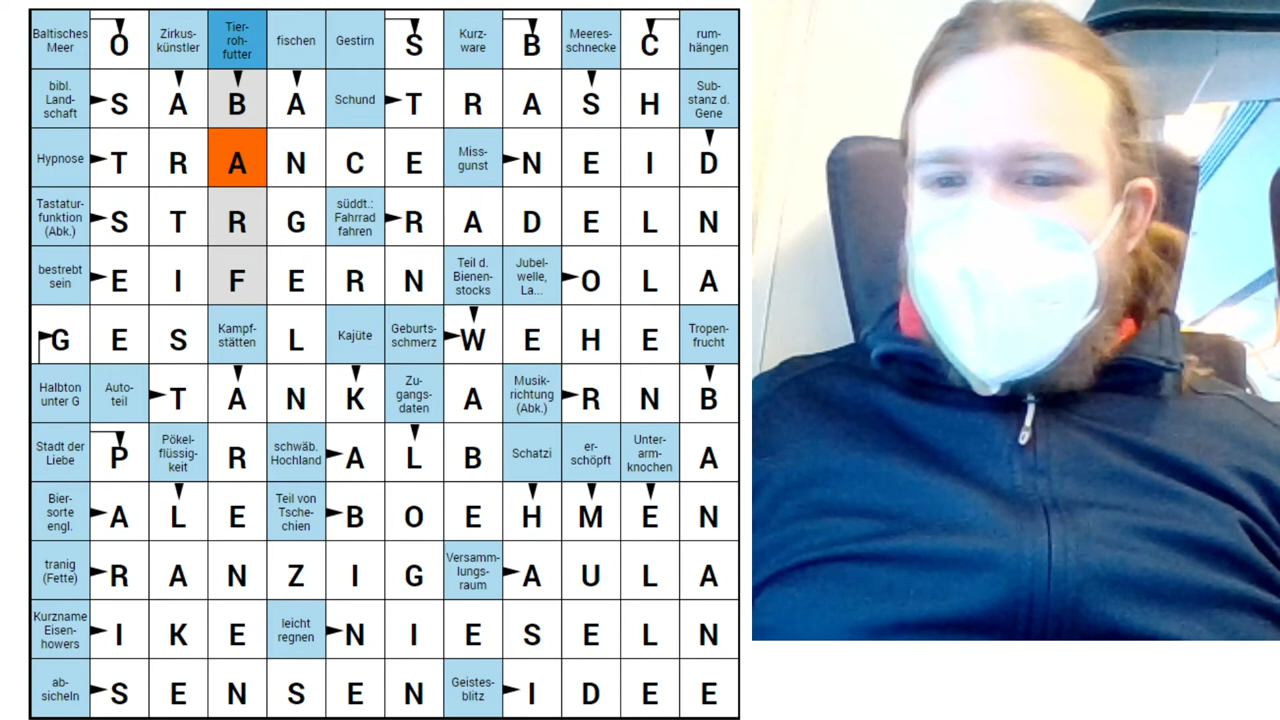 Baltisches
Meer
O
Zirkus-
künstler
Tier-
roh-
futter
fischen
Gestirn
S
Kurz-
ware
B
Meeres-
schnecke
C
rum-
hängen
bibl.
Land-
schaft
S A B A
Schund
T R A S H
Sub-
stanz d.
Gene
Hypnose
T R A N C E
Miss-
gunst
N E I D
Tastatur-
funktion
(Abk.)
S T R G
süddt.:
Fahrrad
fahren
R A D E L N
bestrebt
sein
E I F E R N
Teil d.
Bienen-
stocks
Jubel-
welle,
La...
O L A
G E S
Kampf-
stätten
L
Kajüte
Geburts-
schmerz
W E H E
Tropen-
frucht
Halbton
unter G
Auto-
teil
T A N K
Zu-
gangs-
daten
A
Musik-
richtung
(Abk.)
R N B
Stadt der
Liebe
P
Pökel-
flüssig-
keit
R
schwäb.
Hochland
A L B
Schatzi
er-
schöpft
Unter-
arm-
knochen
A
Bier-
sorte
engl.
A L E
Teil von
Tsche-
chien
B O E H M E N
tranig
(Fette)
R A N Z I G
Versamm-
lungs-
raum
A U L A
Kurzname
Eisen-
howers
I K E
leicht
regnen
N I E S E L N
ab-
sicheln
S E N S E N
Geistes-
blitz
I D E E